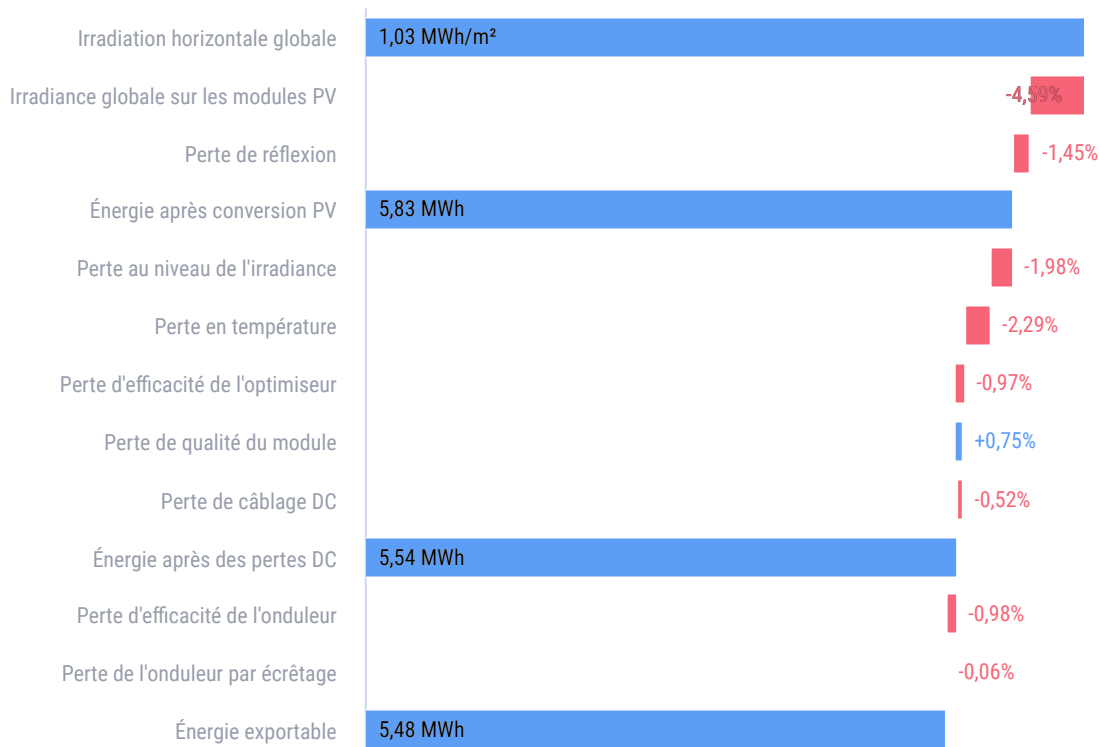 Irradiation horizontale globale 1,03 MWh/m²
Irradiance globale sur les modules PV -4,59%
Perte de réflexion -1,45%
Énergie après conversion PV 5,83 MWh
Perte au niveau de l'irradiance -1,98%
Perte en température -2,29%
Perte d'efficacité de l'optimiseur -0,97%
Perte de qualité du module +0,75%
Perte de câblage DC -0,52%
Énergie après des pertes DC 5,54 MWh
Perte d'efficacité de l'onduleur -0,98%
Perte de l'onduleur par écrêtage -0,06%
Énergie exportable 5,48 MWh